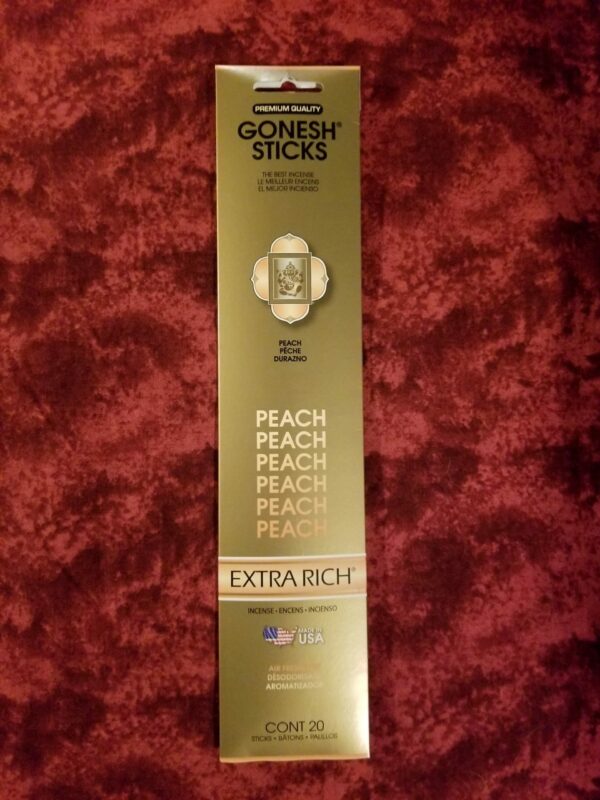 PREMIUM QUALITY
GONESH®
STICKS
THE BEST INCENSE
LE MEILLEUR ENCENS
EL MEJOR INCIENSO
PEACH
PÊCHE
DURAZNO
PEACH
PEACH
PEACH
PEACH
PEACH
PEACH
EXTRA RICH®
INCENSE • ENCENS • INCIENSO
MADE IN
USA
AIR FRESHENER
DÉSODORISANT
AROMATIZADOR
CONT 20
STICKS • BÂTONS • PALILLOS